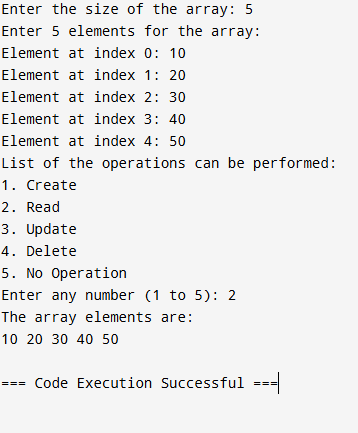 Enter the size of the array: 5
Enter 5 elements for the array:
Element at index 0: 10
Element at index 1: 20
Element at index 2: 30
Element at index 3: 40
Element at index 4: 50
List of the operations can be performed:
1. Create
2. Read
3. Update
4. Delete
5. No Operation
Enter any number (1 to 5): 2
The array elements are:
10 20 30 40 50
=== Code Execution Successful ===